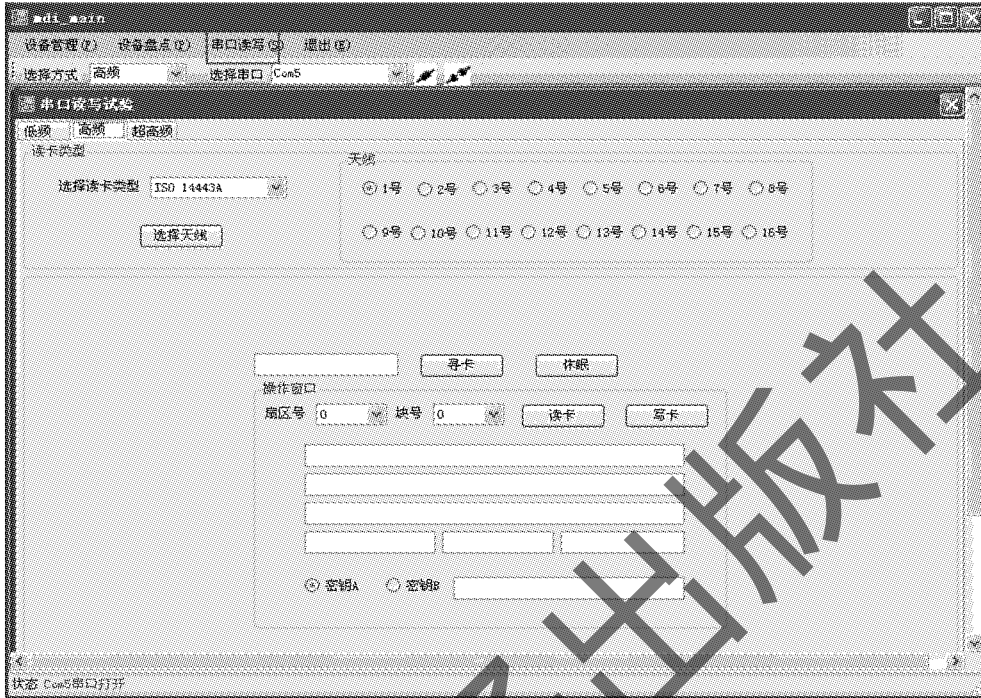 mdi_main
设备管理(P) 设备盘点(P) 串口读写(S) 退出(E)
选择方式 高频 选择串口 Com5
串口读写试验
低频 高频 超高频
读卡类型
天线
选择读卡类型 ISO 14443A
1号 2号 3号 4号 5号 6号 7号 8号
选择天线
9号 10号 11号 12号 13号 14号 15号 16号
寻卡 休眠
操作窗口
扇区号 0 块号 0 读卡 写卡
密钥A 密钥B
状态 Com5串口打开
出版社